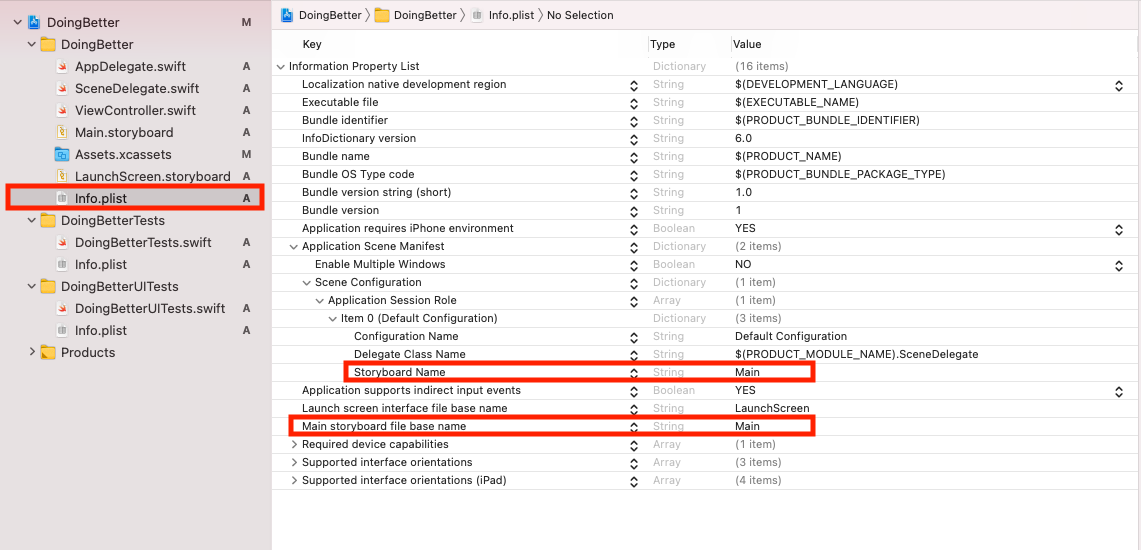 DoingBetter M
DoingBetter
AppDelegate.swift A
SceneDelegate.swift A
ViewController.swift A
Main.storyboard A
Assets.xcassets M
LaunchScreen.storyboard A
Info.plist A
DoingBetterTests
DoingBetterTests.swift A
Info.plist A
DoingBetterUITests
DoingBetterUITests.swift A
Info.plist A
Products
DoingBetter DoingBetter Info.plist No Selection
Key Type Value
Information Property List Dictionary (16 items)
Localization native development region String $(DEVELOPMENT_LANGUAGE)
Executable file String $(EXECUTABLE_NAME)
Bundle identifier String $(PRODUCT_BUNDLE_IDENTIFIER)
InfoDictionary version String 6.0
Bundle name String $(PRODUCT_NAME)
Bundle OS Type code String $(PRODUCT_BUNDLE_PACKAGE_TYPE)
Bundle version string (short) String 1.0
Bundle version String 1
Application requires iPhone environment Boolean YES
Application Scene Manifest Dictionary (2 items)
Enable Multiple Windows Boolean NO
Scene Configuration Dictionary (1 item)
Application Session Role Array (1 item)
Item 0 (Default Configuration) Dictionary (3 items)
Configuration Name String Default Configuration
Delegate Class Name String $(PRODUCT_MODULE_NAME).SceneDelegate
Storyboard Name String Main
Application supports indirect input events Boolean YES
Launch screen interface file base name String LaunchScreen
Main storyboard file base name String Main
Required device capabilities Array (1 item)
Supported interface orientations Array (3 items)
Supported interface orientations (iPad) Array (4 items)